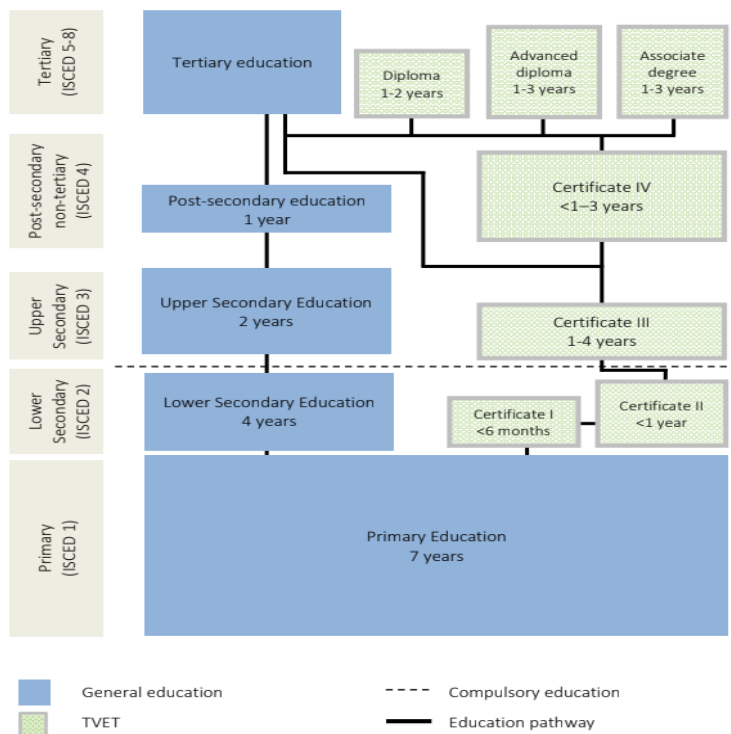 Tertiary
(ISCED 5-8)
Tertiary education
Diploma
1-2 years
Advanced
diploma
1-3 years
Associate
degree
1-3 years
Post-secondary
non-tertiary
(ISCED 4)
Post-secondary education
1 year
Certificate IV
<1–3 years
Upper
Secondary
(ISCED 3)
Upper Secondary Education
2 years
Certificate III
1-4 years
Lower
Secondary
(ISCED 2)
Lower Secondary Education
4 years
Certificate I
<6 months
Certificate II
<1 year
Primary
(ISCED 1)
Primary Education
7 years
General education
Compulsory education
TVET
Education pathway